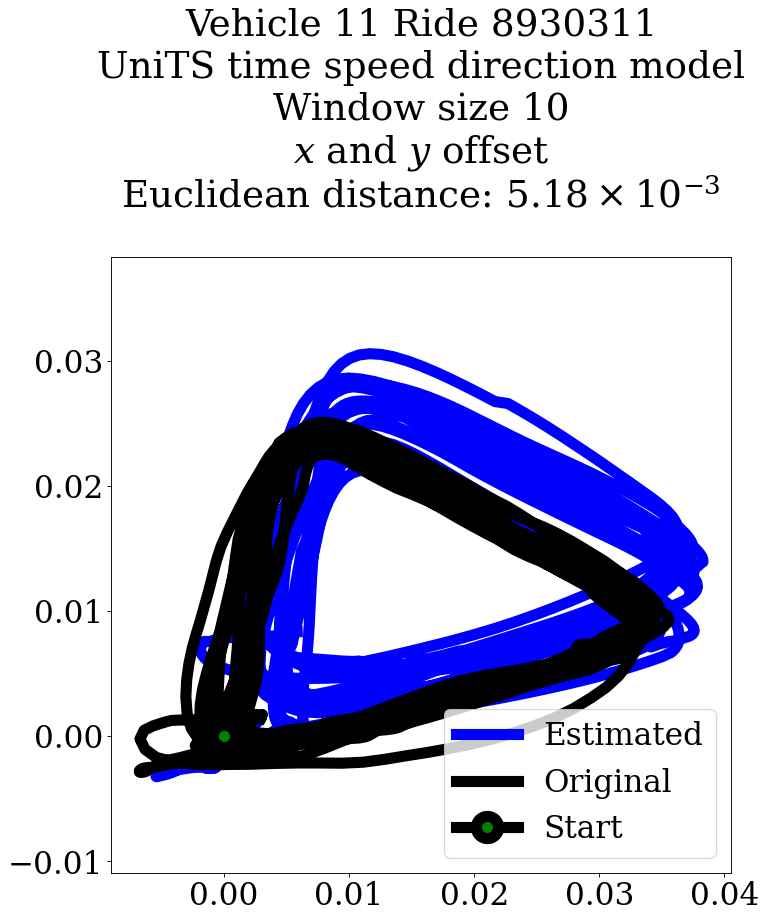 Vehicle 11 Ride 8930311
UniTS time speed direction model
Window size 10
x and y offset
Euclidean distance: 5.18 × 10⁻³
0.03
0.02
0.01
0.00
−0.01
Estimated
Original
Start
0.00 0.01 0.02 0.03 0.04